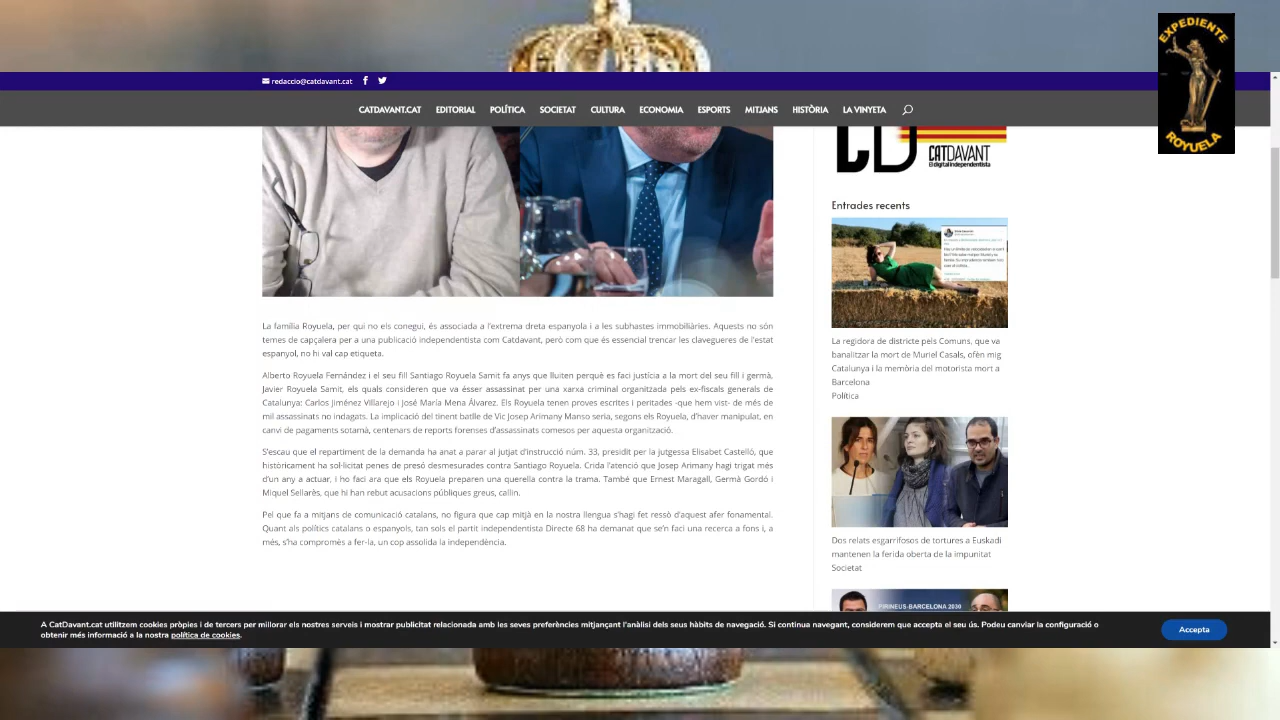 EXPEDIENTE
ROYUELA
redaccio@catdavant.cat
CATDAVANT.CAT EDITORIAL POLÍTICA SOCIETAT CULTURA ECONOMIA ESPORTS MITJANS HISTÒRIA LA VINYETA
La família Royuela, per qui no els conegui, és associada a l'extrema dreta espanyola i a les subhastes immobiliàries. Aquests no són
temes de capçalera per a una publicació independentista com Catdavant, però com que és essencial trencar les clavegueres de l'estat
espanyol, no hi val cap etiqueta.
Alberto Royuela Fernández i el seu fill Santiago Royuela Samit fa anys que lluiten perquè es faci justícia a la mort del seu fill i germà,
Javier Royuela Samit, els quals consideren que va ésser assassinat per una xarxa criminal organitzada pels ex-fiscals generals de
Catalunya: Carlos Jiménez Villarejo i José María Mena Álvarez. Els Royuela tenen proves escrites i peritades -que hem vist- de més de
mil assassinats no indagats. La implicació del tinent batlle de Vic Josep Arimany Manso seria, segons els Royuela, d'haver manipulat, en
canvi de pagaments sotamà, centenars de reports forenses d'assassinats comesos per aquesta organització.
S'escau que el repartiment de la demanda ha anat a parar al jutjat d'instrucció núm. 33, presidit per la jutgessa Elisabet Castelló, que
històricament ha sol·licitat penes de presó desmesurades contra Santiago Royuela. Crida l'atenció que Josep Arimany hagi trigat més
d'un any a actuar, i ho faci ara que els Royuela preparen una querella contra la trama. També que Ernest Maragall, Germà Gordó i
Miquel Sellarès, que hi han rebut acusacions públiques greus, callin.
Pel que fa a mitjans de comunicació catalans, no figura que cap mitjà en la nostra llengua s'hagi fet ressò d'aquest afer fonamental.
Quant als polítics catalans o espanyols, tan sols el partit independentista Directe 68 ha demanat que se'n faci una recerca a fons i, a
més, s'ha compromès a fer-la, un cop assolida la independència.
CD CATDAVANT
El digital independentista
Entrades recents
La regidora de districte pels Comuns, que va
banalitzar la mort de Muriel Casals, ofèn mig
Catalunya i la memòria del motorista mort a
Barcelona
Política
Dos relats esgarrifosos de tortures a Euskadi
mantenen la ferida oberta de la impunitat
Societat
PIRINEUS-BARCELONA 2030
A CatDavant.cat utilitzem cookies pròpies i de tercers per millorar els nostres serveis i mostrar publicitat relacionada amb les seves preferències mitjançant l'anàlisi dels seus hàbits de navegació. Si continua navegant, considerem que accepta el seu ús. Podeu canviar la configuració o
obtenir més informació a la nostra política de cookies.
Accepta